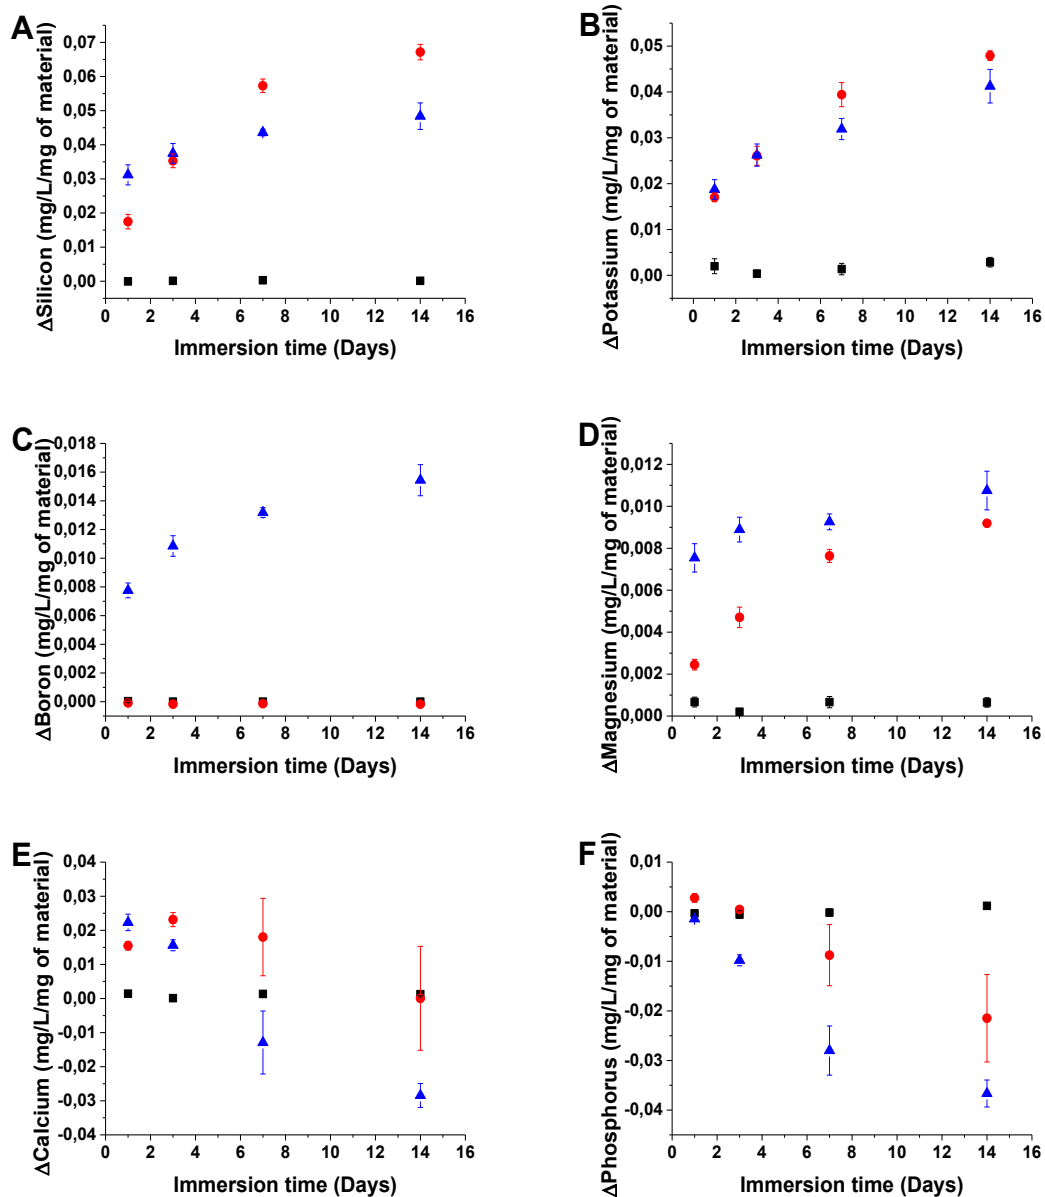 A
ΔSilicon (mg/L/mg of material)
0,07
0,06
0,05
0,04
0,03
0,02
0,01
0,00
0 2 4 6 8 10 12 14 16
Immersion time (Days)
B
ΔPotassium (mg/L/mg of material)
0,05
0,04
0,03
0,02
0,01
0,00
0 2 4 6 8 10 12 14 16
Immersion time (Days)
C
ΔBoron (mg/L/mg of material)
0,018
0,016
0,014
0,012
0,010
0,008
0,006
0,004
0,002
0,000
0 2 4 6 8 10 12 14 16
Immersion time (Days)
D
ΔMagnesium (mg/L/mg of material)
0,012
0,010
0,008
0,006
0,004
0,002
0,000
0 2 4 6 8 10 12 14 16
Immersion time (Days)
E
ΔCalcium (mg/L/mg of material)
0,04
0,03
0,02
0,01
0,00
-0,01
-0,02
-0,03
-0,04
0 2 4 6 8 10 12 14 16
Immersion time (Days)
F
ΔPhosphorus (mg/L/mg of material)
0,01
0,00
-0,01
-0,02
-0,03
-0,04
0 2 4 6 8 10 12 14 16
Immersion time (Days)